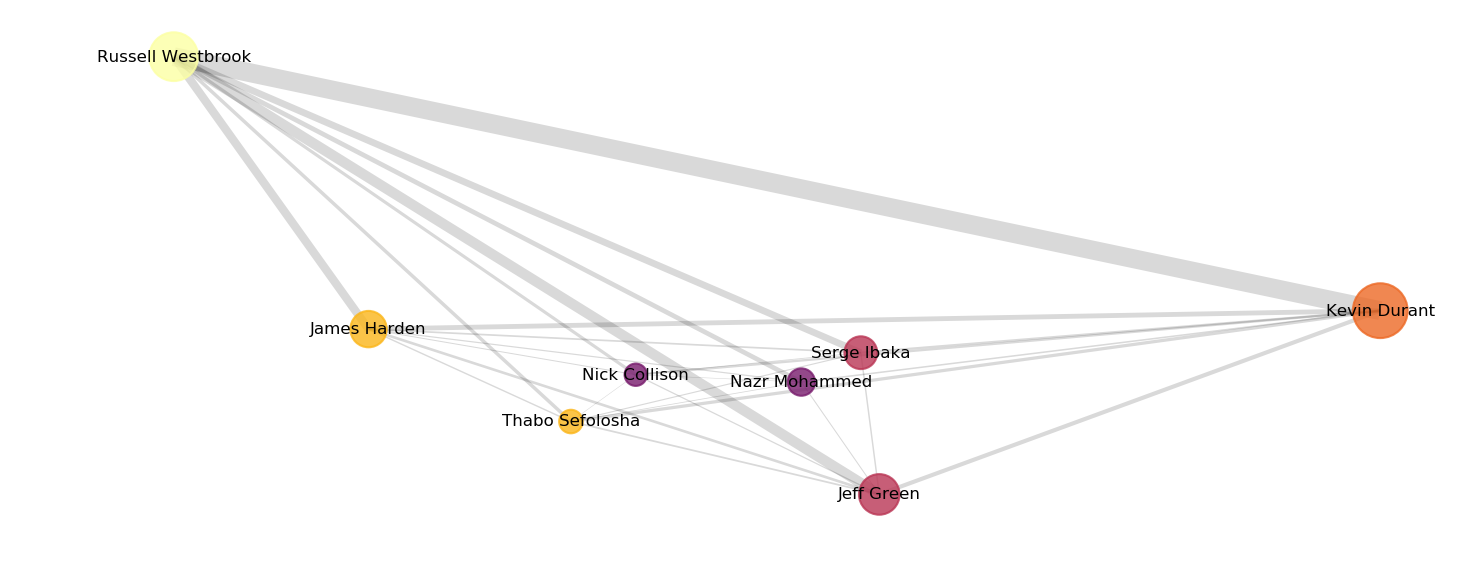 Russell Westbrook
Kevin Durant
James Harden
Serge Ibaka
Nick Collison
Nazr Mohammed
Thabo Sefolosha
Jeff Green